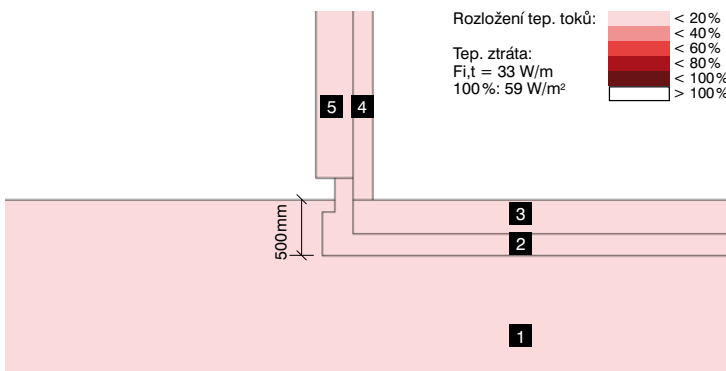 Rozložení tep. toků:
Tep. ztráta:
Fi,t = 33 W/m
100%: 59 W/m²
< 20%
< 40%
< 60%
< 80%
< 100%
> 100%
5
4
3
2
1
500mm